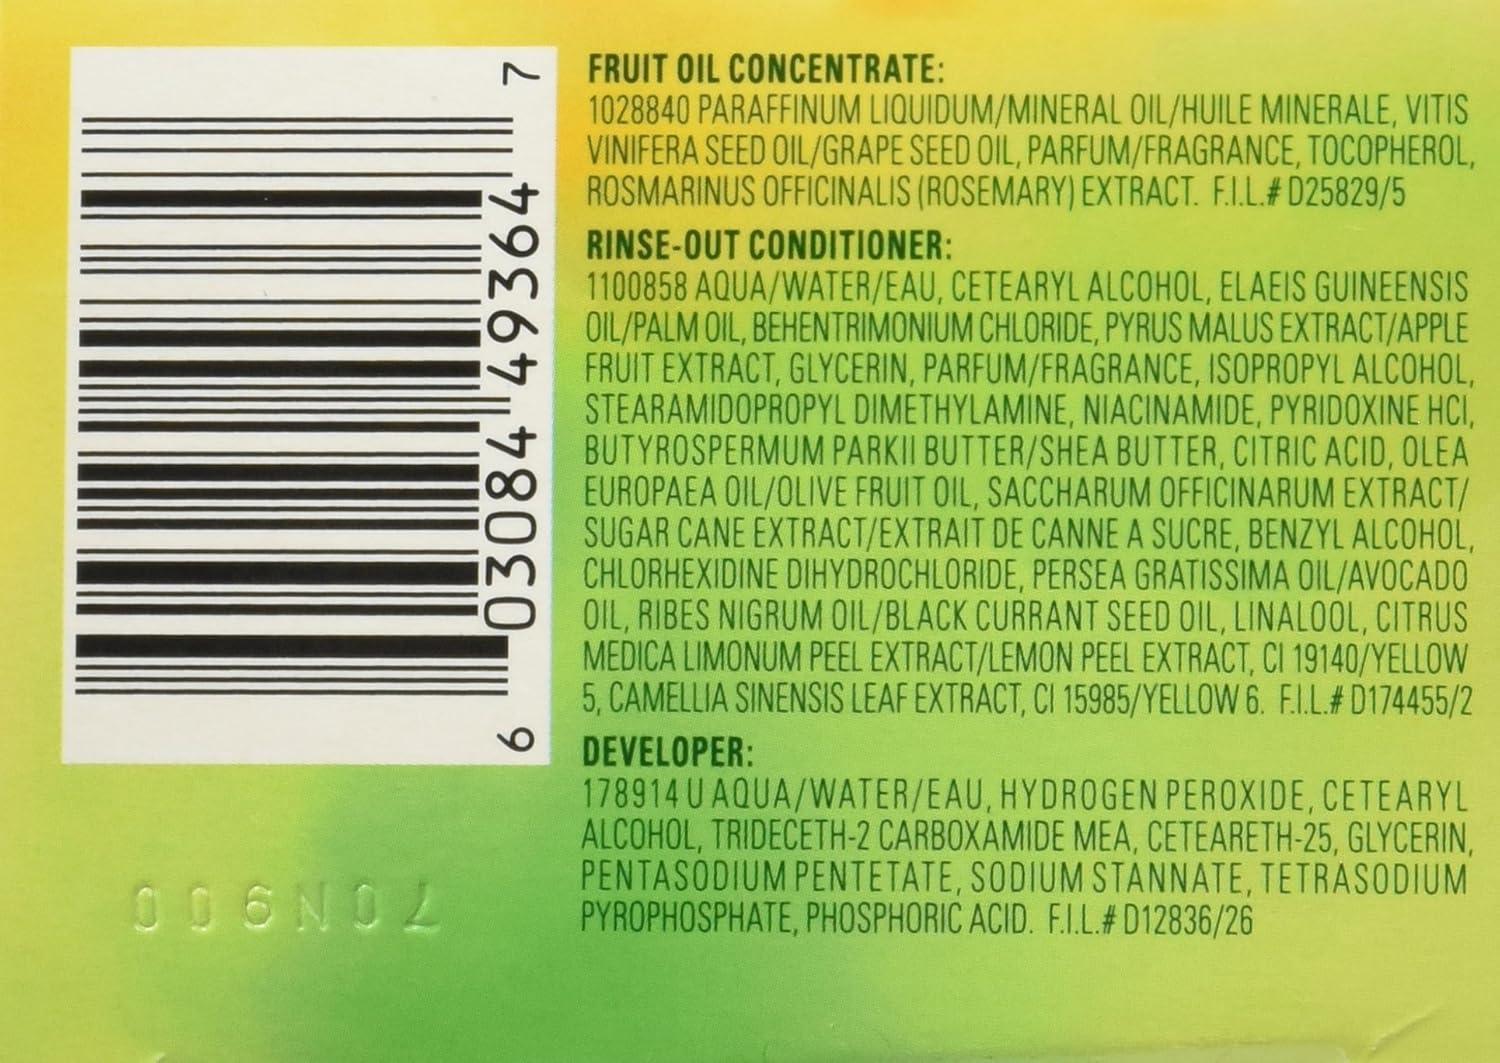 FRUIT OIL CONCENTRATE:
1028840 PARAFFINUM LIQUIDUM/MINERAL OIL/HUILE MINERALE, VITIS
VINIFERA SEED OIL/GRAPE SEED OIL, PARFUM/FRAGRANCE, TOCOPHEROL,
ROSMARINUS OFFICINALIS (ROSEMARY) EXTRACT. F.I.L.# D25829/5
RINSE-OUT CONDITIONER:
1100858 AQUA/WATER/EAU, CETEARYL ALCOHOL, ELAEIS GUINEENSIS
OIL/PALM OIL, BEHENTRIMONIUM CHLORIDE, PYRUS MALUS EXTRACT/APPLE
FRUIT EXTRACT, GLYCERIN, PARFUM/FRAGRANCE, ISOPROPYL ALCOHOL,
STEARAMIDOPROPYL DIMETHYLAMINE, NIACINAMIDE, PYRIDOXINE HCI,
BUTYROSPERMUM PARKII BUTTER/SHEA BUTTER, CITRIC ACID, OLEA
EUROPAEA OIL/OLIVE FRUIT OIL, SACCHARUM OFFICINARUM EXTRACT/
SUGAR CANE EXTRACT/EXTRAIT DE CANNE A SUCRE, BENZYL ALCOHOL,
CHLORHEXIDINE DIHYDROCHLORIDE, PERSEA GRATISSIMA OIL/AVOCADO
OIL, RIBES NIGRUM OIL/BLACK CURRANT SEED OIL, LINALOOL, CITRUS
MEDICA LIMONUM PEEL EXTRACT/LEMON PEEL EXTRACT, CI 19140/YELLOW
5, CAMELLIA SINENSIS LEAF EXTRACT, CI 15985/YELLOW 6. F.I.L.# D174455/2
DEVELOPER:
178914 U AQUA/WATER/EAU, HYDROGEN PEROXIDE, CETEARYL
ALCOHOL, TRIDECETH-2 CARBOXAMIDE MEA, CETEARETH-25, GLYCERIN,
PENTASODIUM PENTETATE, SODIUM STANNATE, TETRASODIUM
PYROPHOSPHATE, PHOSPHORIC ACID. F.I.L.# D12836/26
6 03084 49364 7
70N900